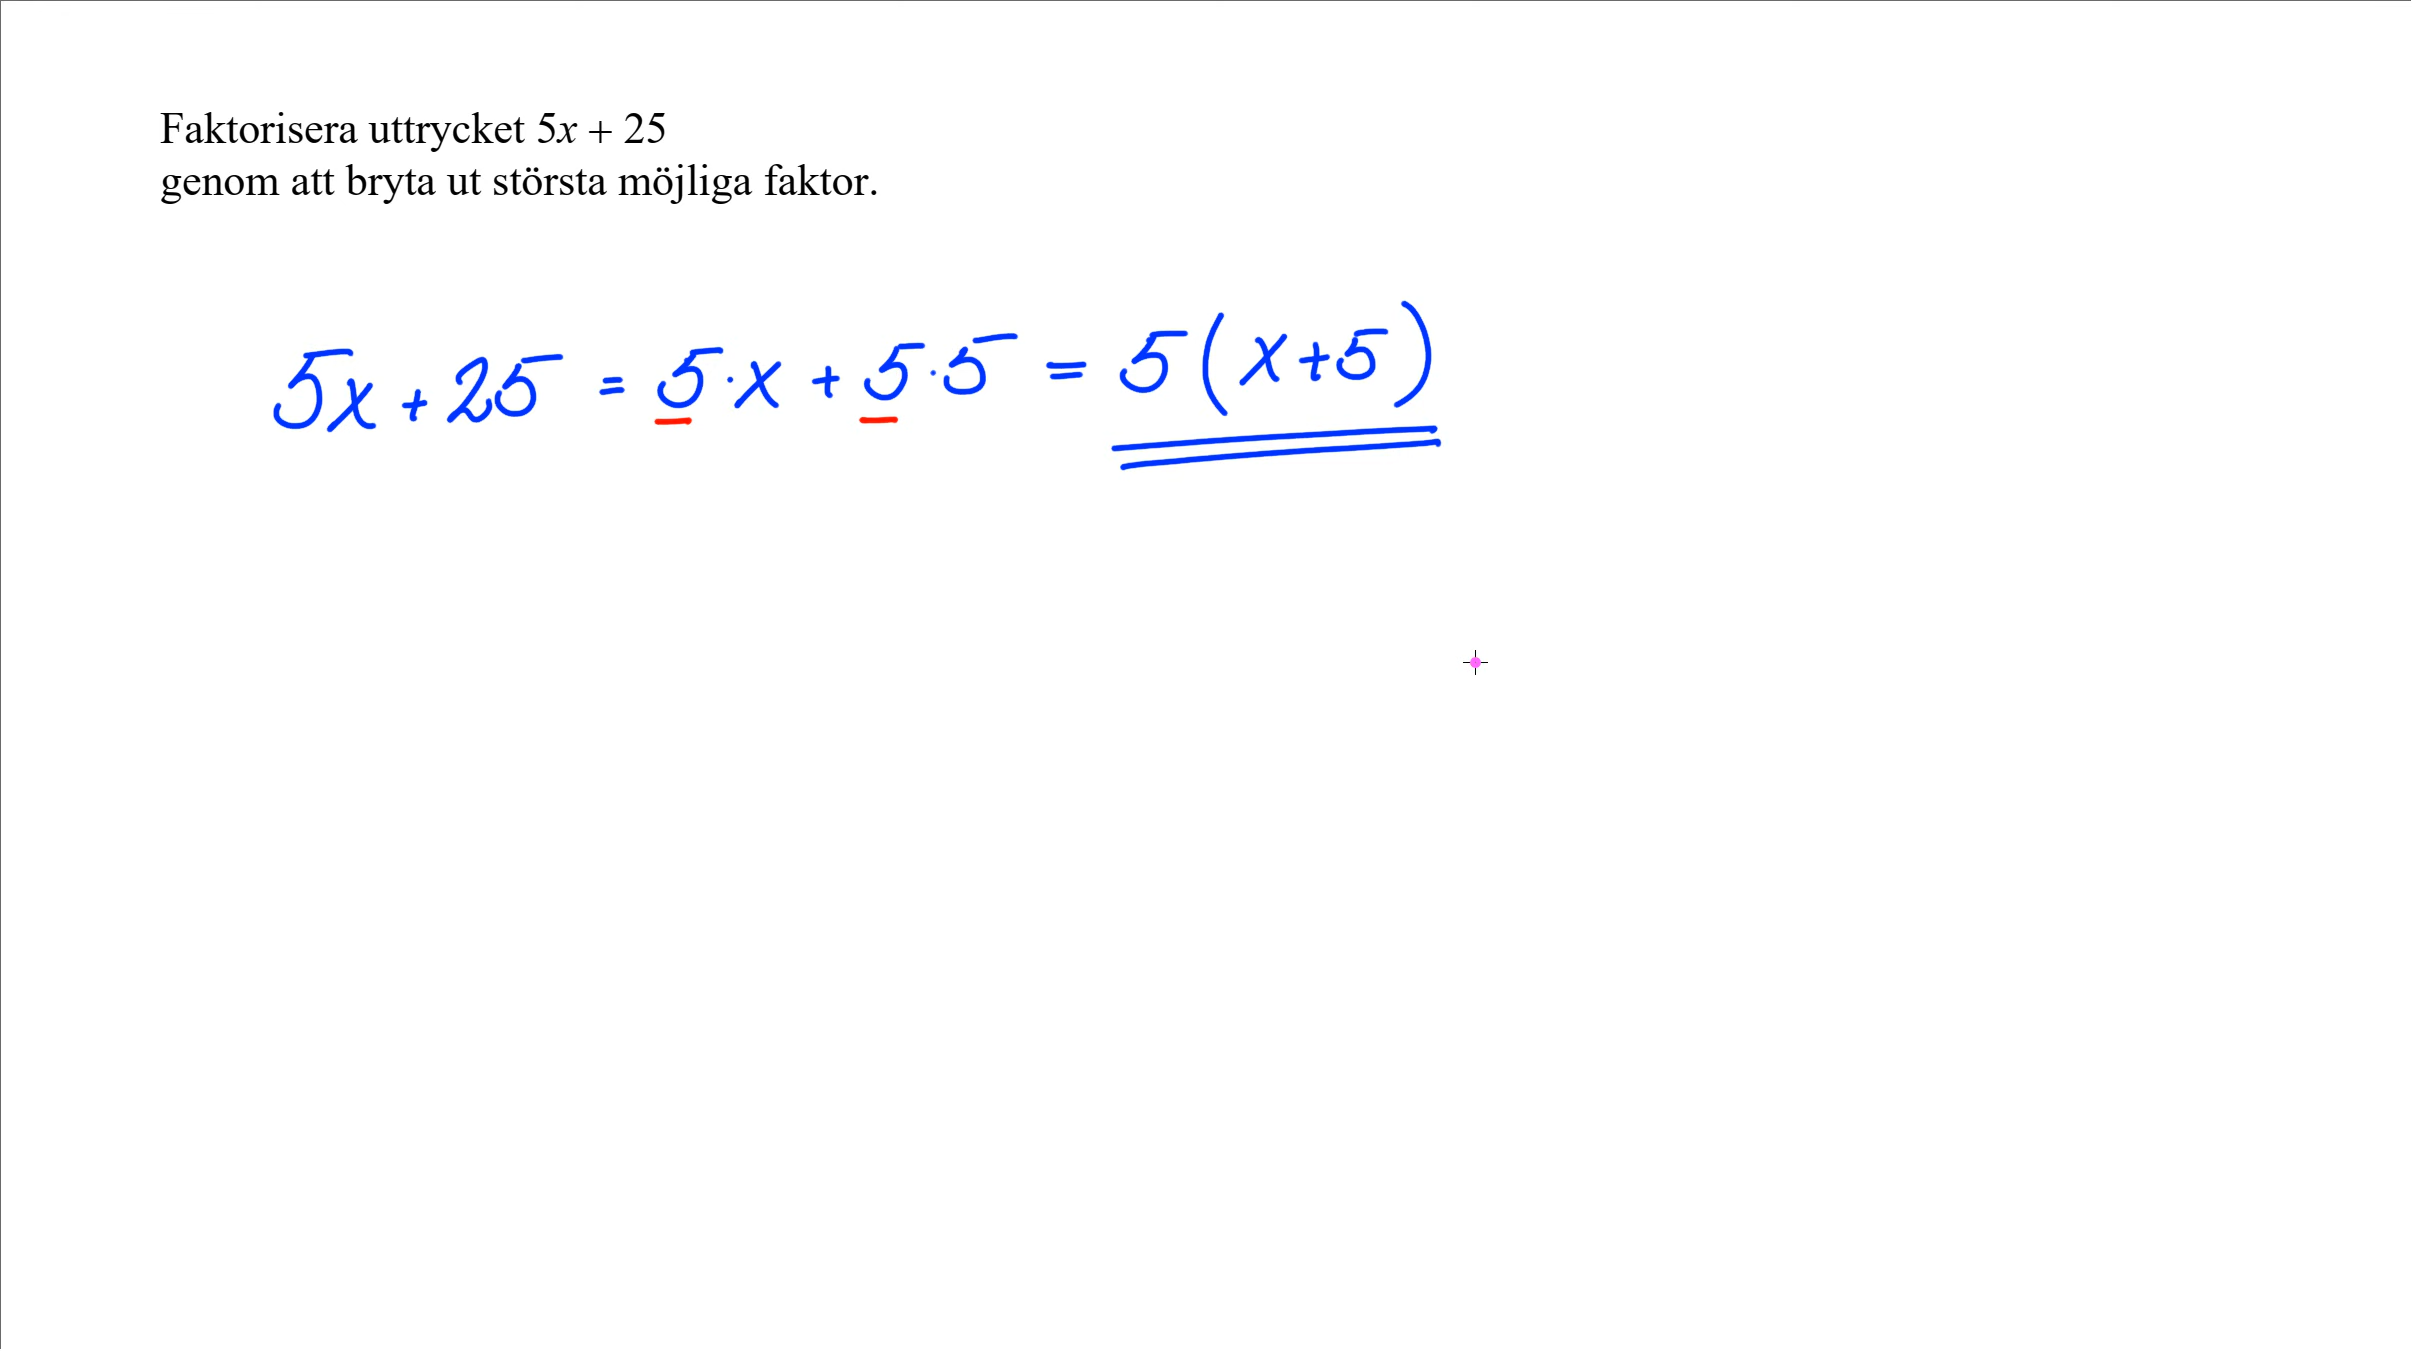 Faktorisera uttrycket 5x + 25
genom att bryta ut största möjliga faktor.
5x + 25 = 5·x + 5·5 = 5(x+5)